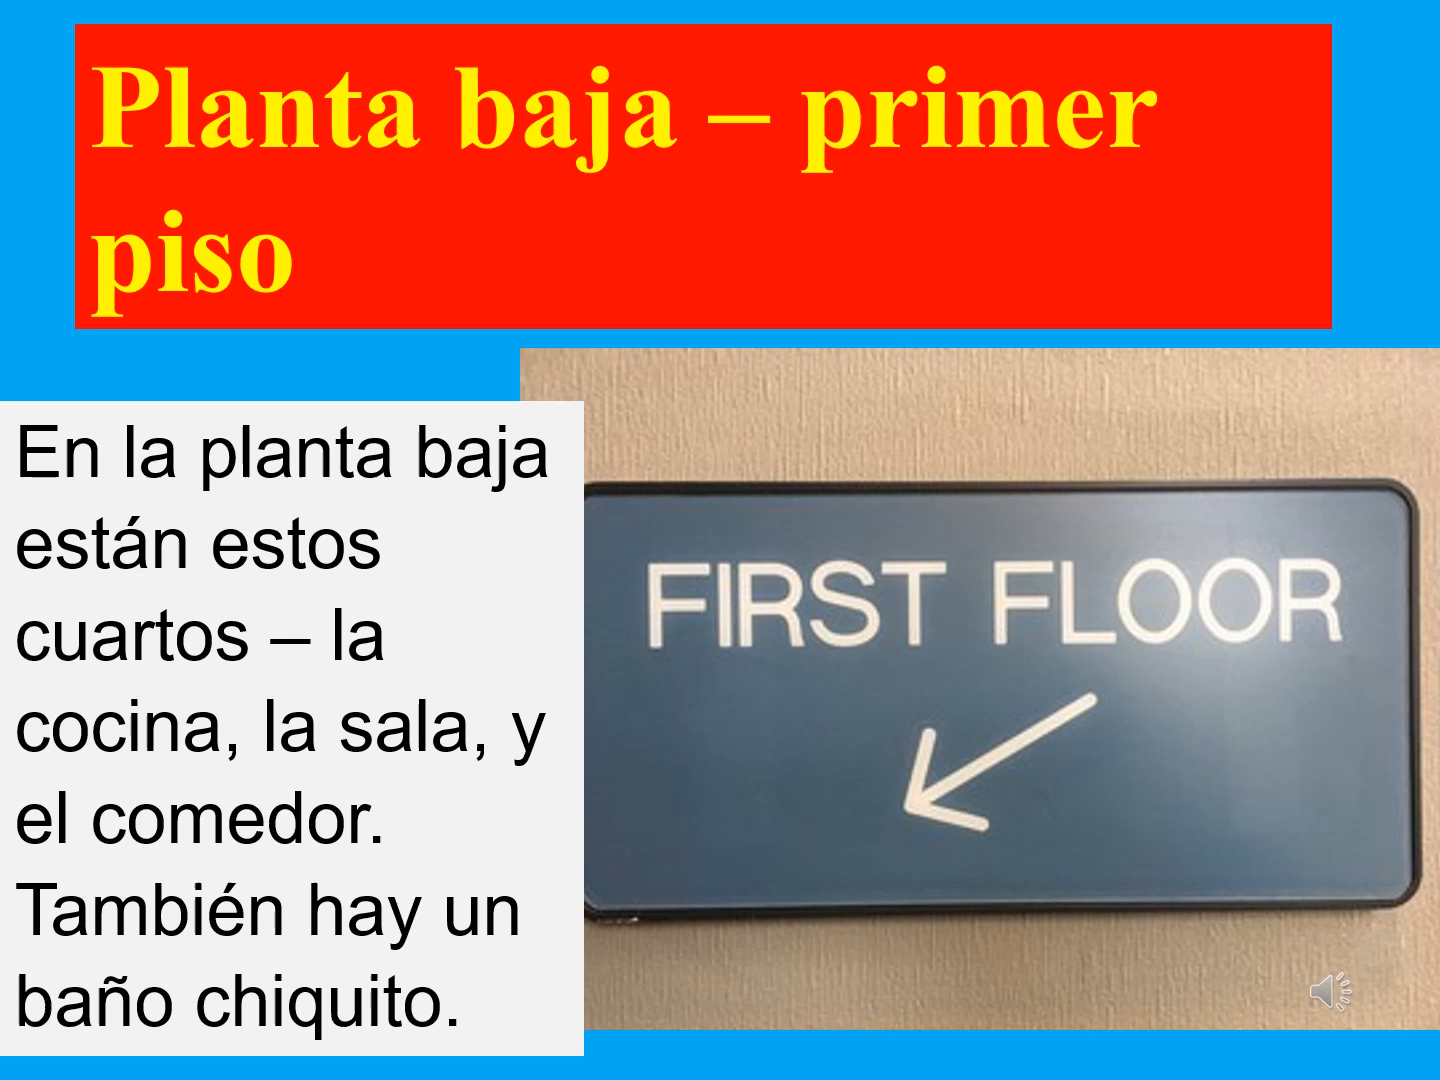 Planta baja – primer
piso
En la planta baja
están estos
cuartos – la
cocina, la sala, y
el comedor.
También hay un
baño chiquito.
FIRST FLOOR